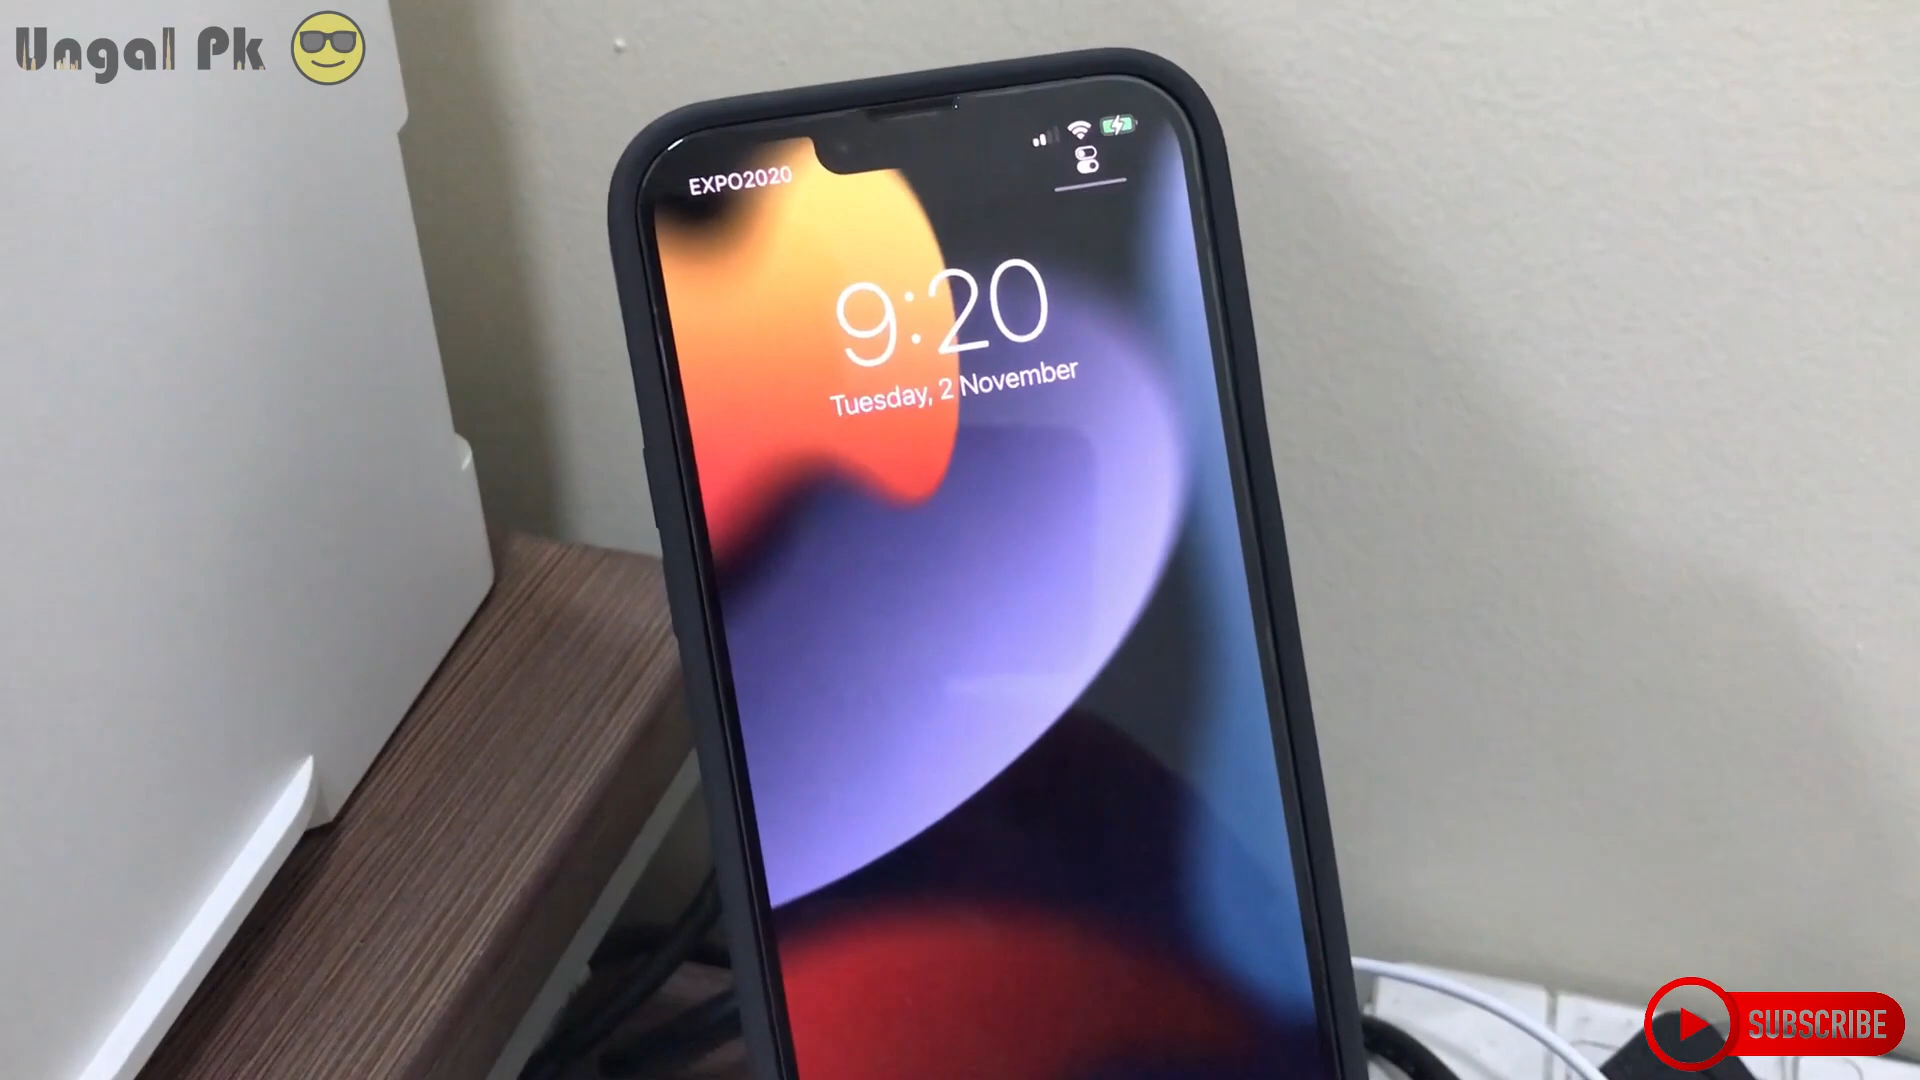 Ungal Pk
EXPO2020
9:20
Tuesday, 2 November
SUBSCRIBE